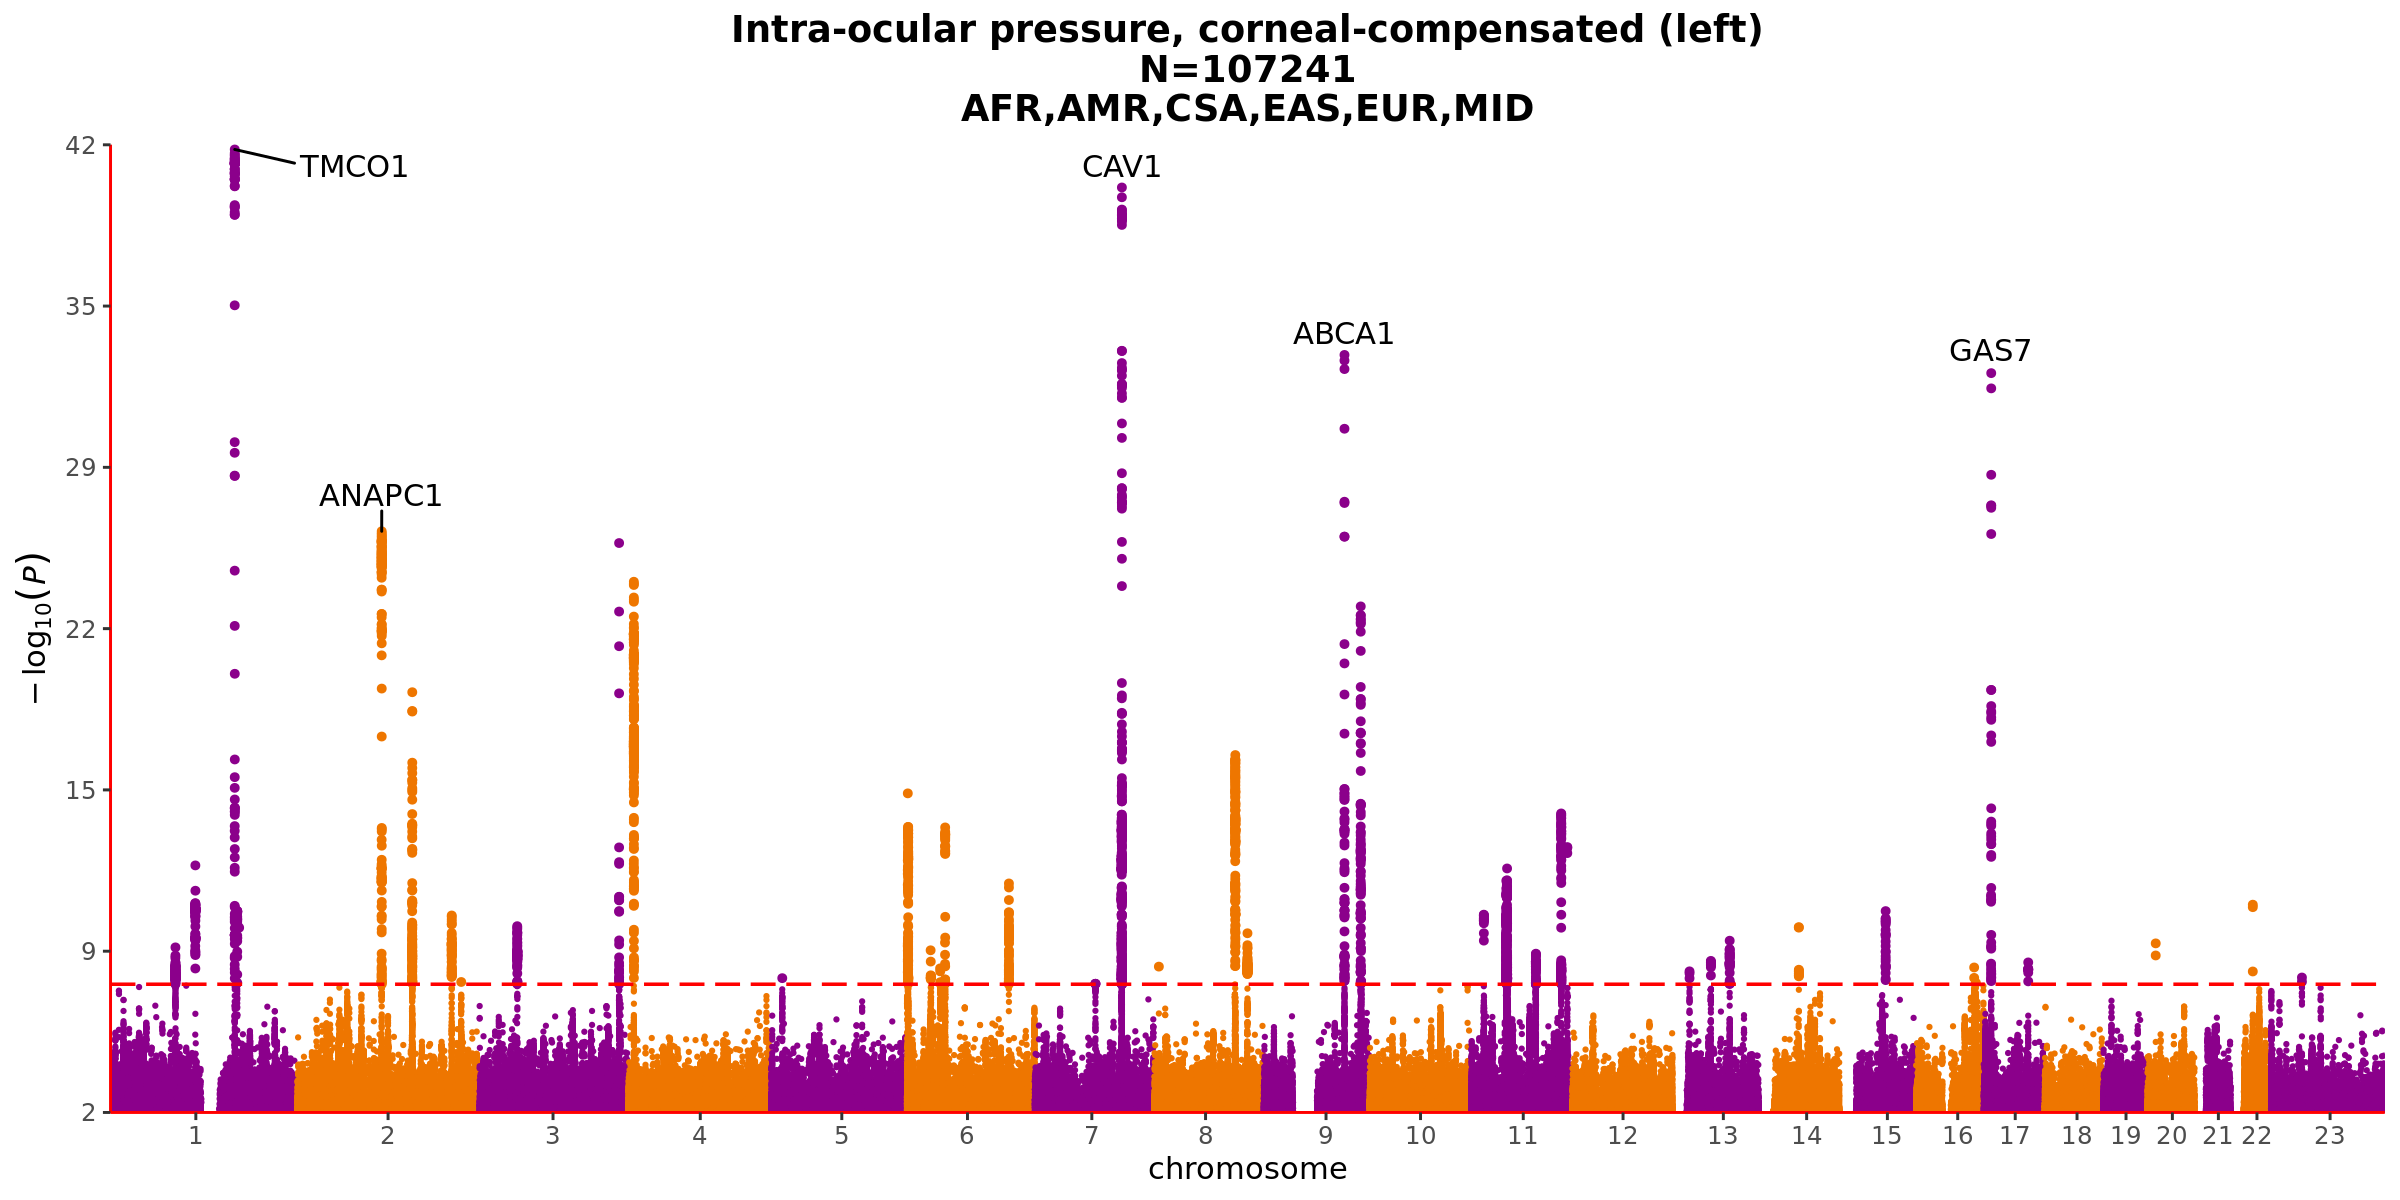 Intra-ocular pressure, corneal-compensated (left)
N=107241
AFR,AMR,CSA,EAS,EUR,MID
42
TMCO1
CAV1
35
ABCA1
GAS7
29
ANAPC1
22
15
9
2
−log10(P)
1 2 3 4 5 6 7 8 9 10 11 12 13 14 15 16 17 18 19 20 21 22 23
chromosome